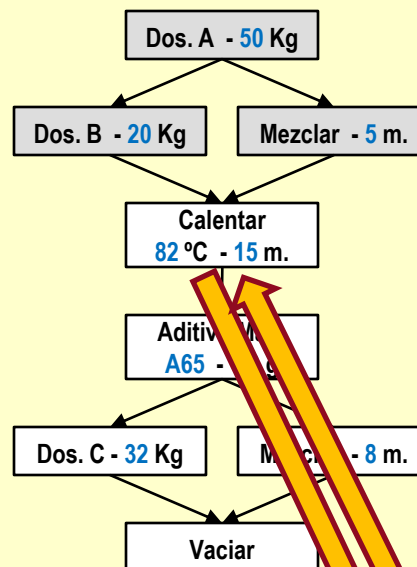 Dos. A - 50 Kg
Dos. B - 20 Kg
Mezclar - 5 m.
Calentar
82 ºC - 15 m.
A65 -
Dos. C - 32 Kg
- 8 m.
Vaciar